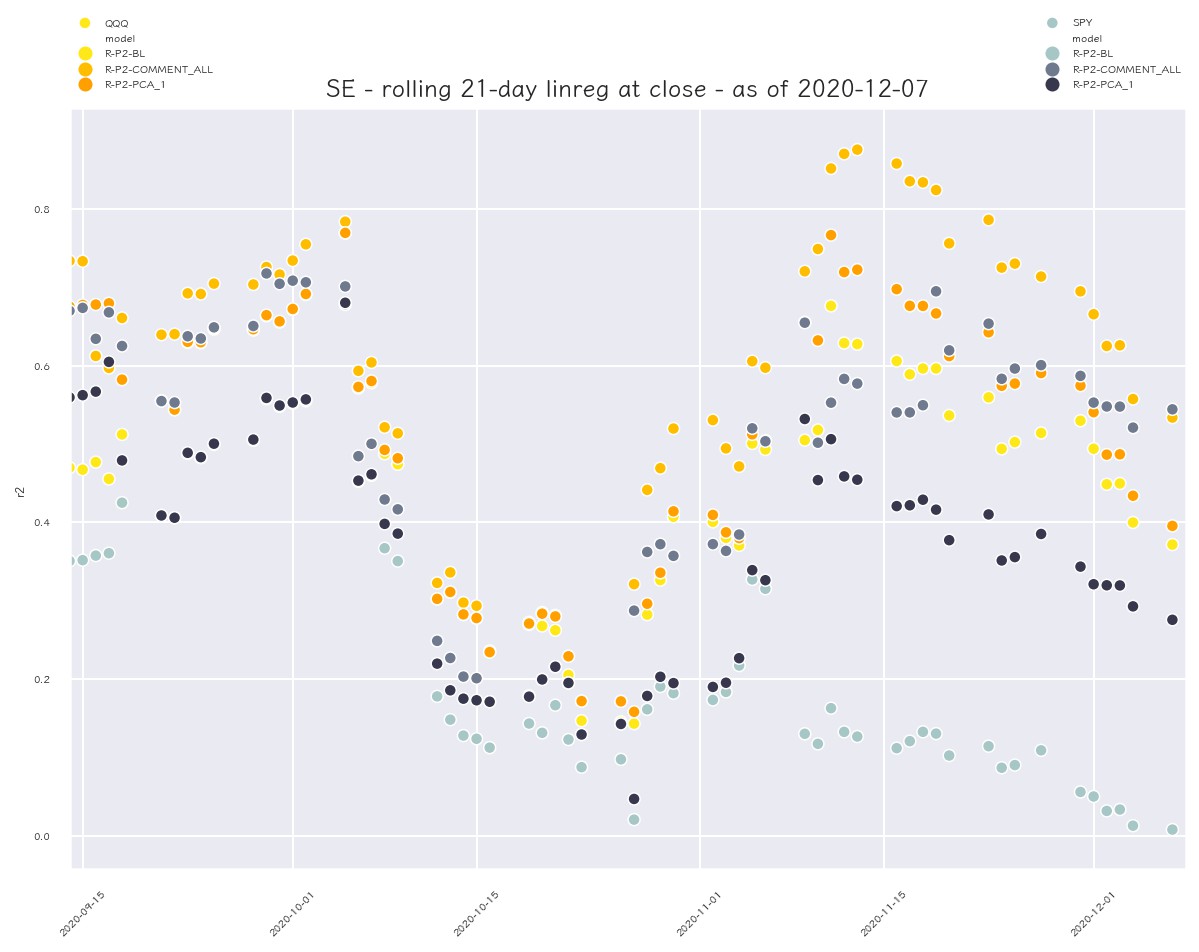 QQQ
model
R-P2-BL
R-P2-COMMENT_ALL
R-P2-PCA_1
SPY
model
R-P2-BL
R-P2-COMMENT_ALL
R-P2-PCA_1
SE - rolling 21-day linreg at close - as of 2020-12-07
0.8
0.6
0.4
0.2
0.0
r2
2020-09-15
2020-10-01
2020-10-15
2020-11-01
2020-11-15
2020-12-01